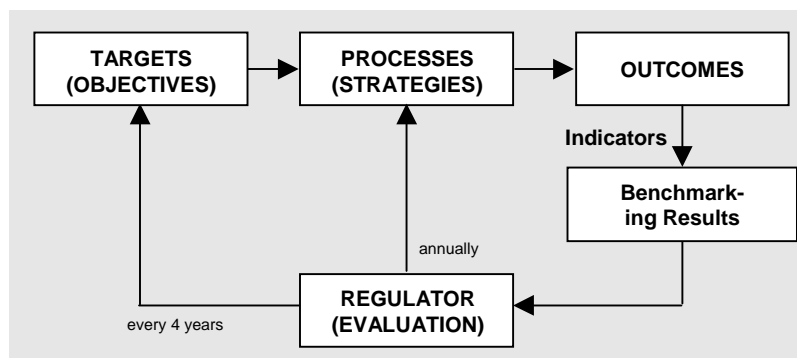 TARGETS
(OBJECTIVES)
PROCESSES
(STRATEGIES)
OUTCOMES
Indicators
Benchmark-
ing Results
annually
REGULATOR
(EVALUATION)
every 4 years